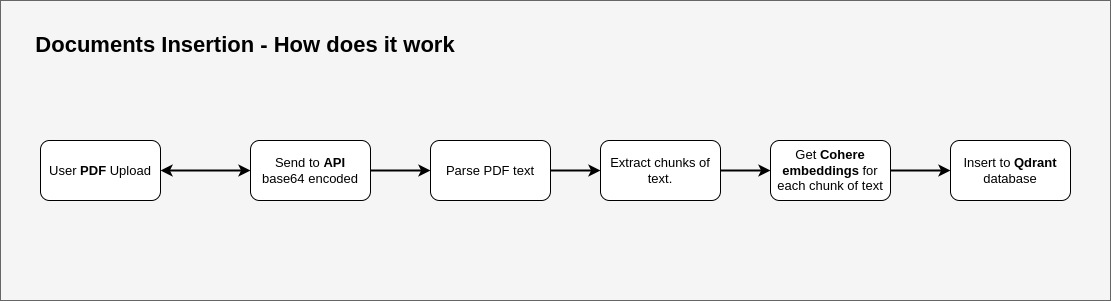 Documents Insertion - How does it work
User PDF Upload
Send to API
base64 encoded
Parse PDF text
Extract chunks of
text.
Get Cohere
embeddings for
each chunk of text
Insert to Qdrant
database